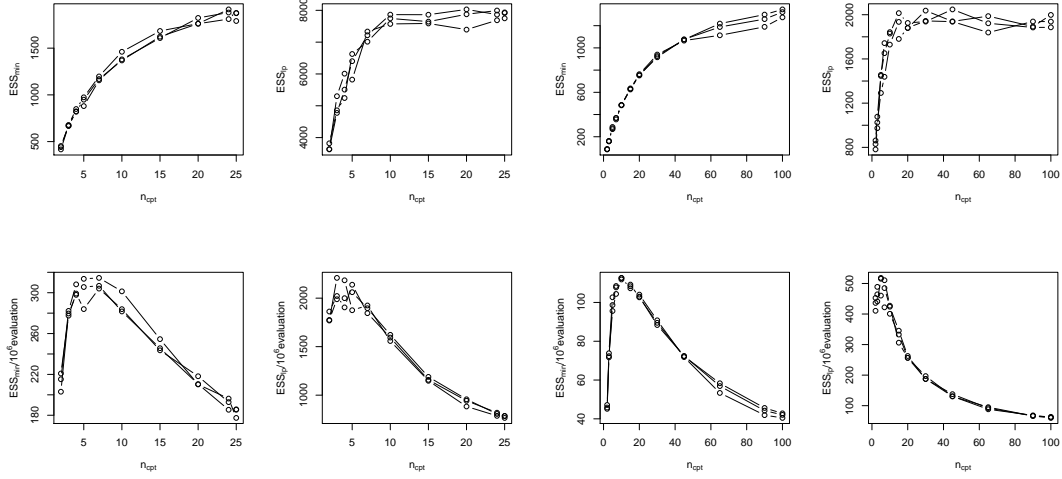 ESSmin
500 1000 1500
5 10 15 20 25
ncpt
ESSlp
4000 6000 8000
5 10 15 20 25
ncpt
ESSmin
200 600 1000
0 20 40 60 80 100
ncpt
ESSlp
800 1200 1600 2000
0 20 40 60 80 100
ncpt
ESSmin/10^6evaluation
180 220 260 300
5 10 15 20 25
ncpt
ESSlp/10^6evaluation
1000 1500 2000
5 10 15 20 25
ncpt
ESSmin/10^6evaluation
40 60 80 100
0 20 40 60 80 100
ncpt
ESSlp/10^6evaluation
100 200 300 400 500
0 20 40 60 80 100
ncpt